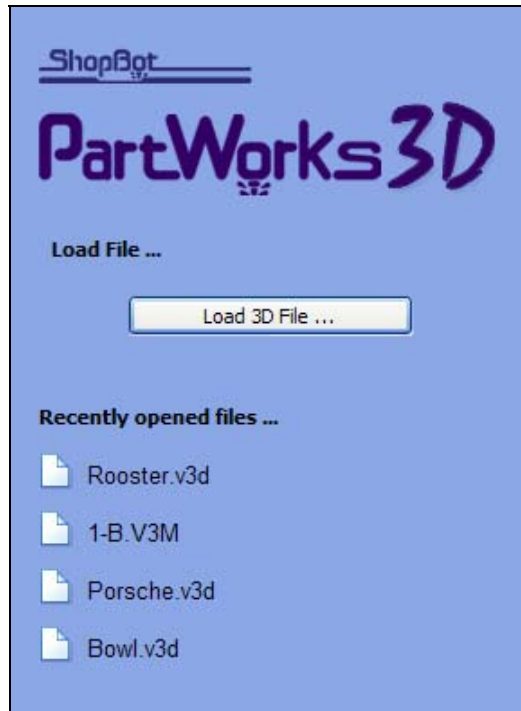 ShopBot
PartWorks3D
Load File ...
Load 3D File ...
Recently opened files ...
Rooster.v3d
1-B.V3M
Porsche.v3d
Bowl.v3d